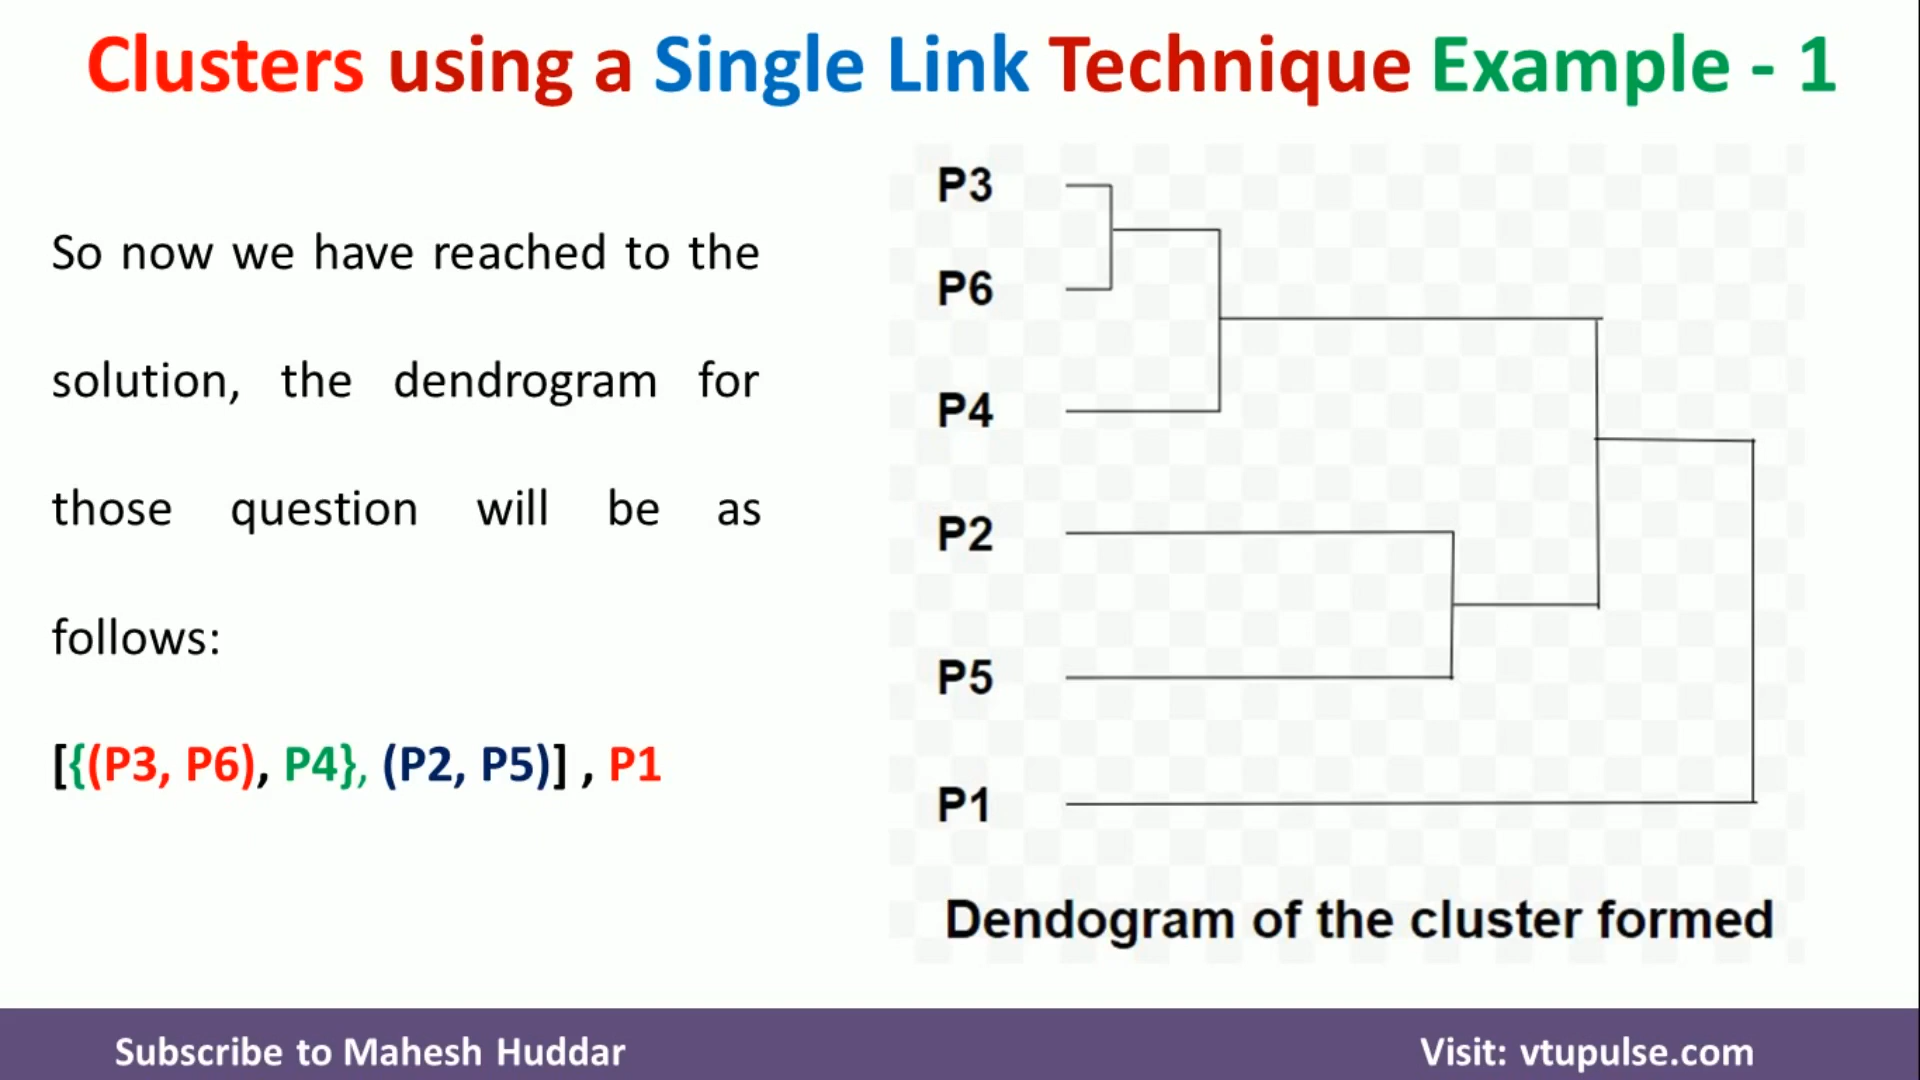 Clusters using a Single Link Technique Example - 1
So now we have reached to the
solution, the dendrogram for
those question will be as
follows:
[{(P3, P6), P4}, (P2, P5)] , P1
P3
P6
P4
P2
P5
P1
Dendogram of the cluster formed
Subscribe to Mahesh Huddar
Visit: vtupulse.com